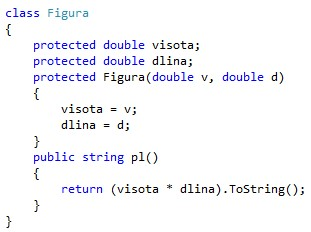 class Figura
{
    protected double visota;
    protected double dlina;
    protected Figura(double v, double d)
    {
        visota = v;
        dlina = d;
    }
    public string pl()
    {
        return (visota * dlina).ToString();
    }
}